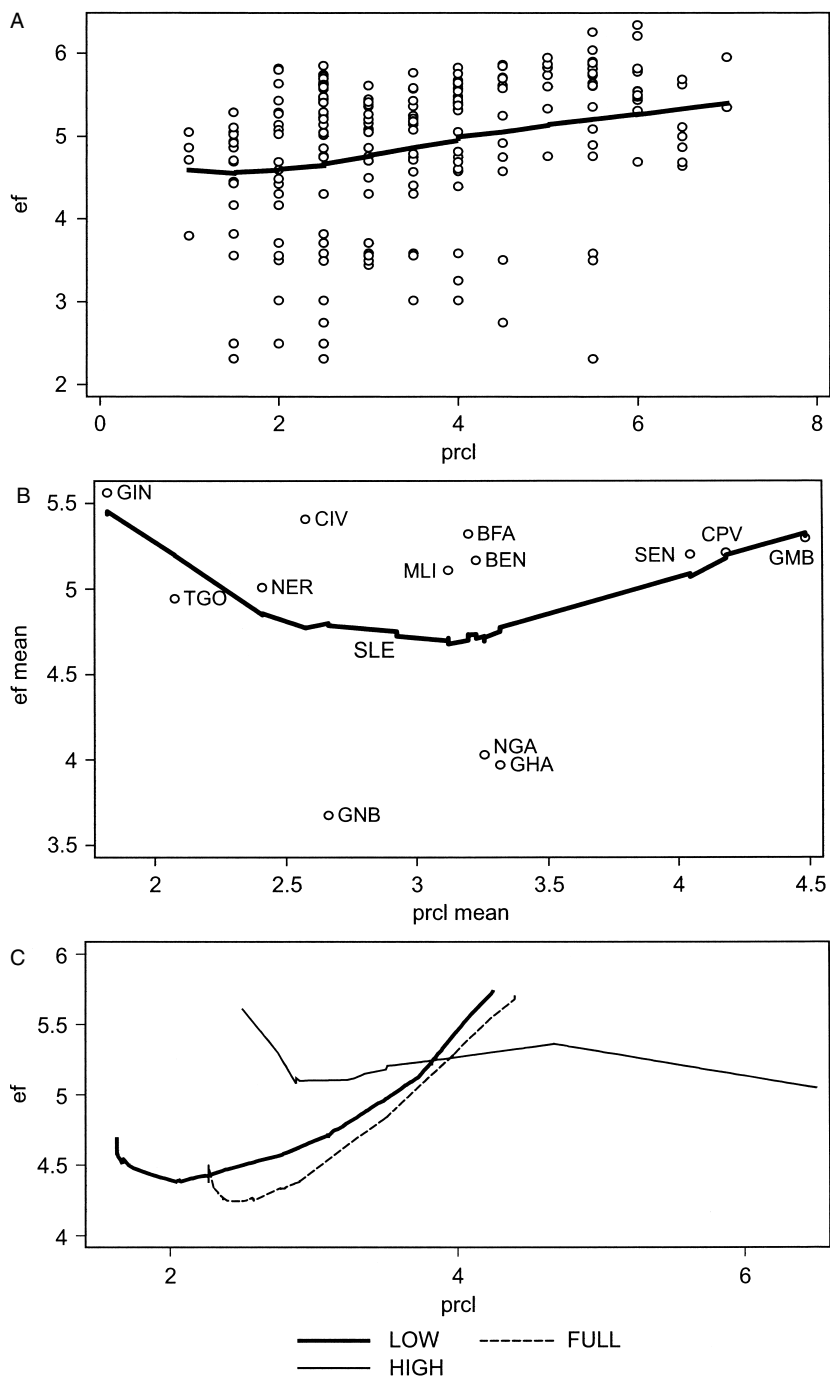 A
6
5
4
3
2
ef
0 2 4 6 8
prcl
B
5.5
5
4.5
4
3.5
ef mean
GIN
CIV
BFA
CPV
SEN
BEN
GMB
MLI
NER
TGO
SLE
NGA
GHA
GNB
2 2.5 3 3.5 4 4.5
prcl mean
C
6
5.5
5
4.5
4
ef
2 4 6
prcl
LOW FULL
HIGH